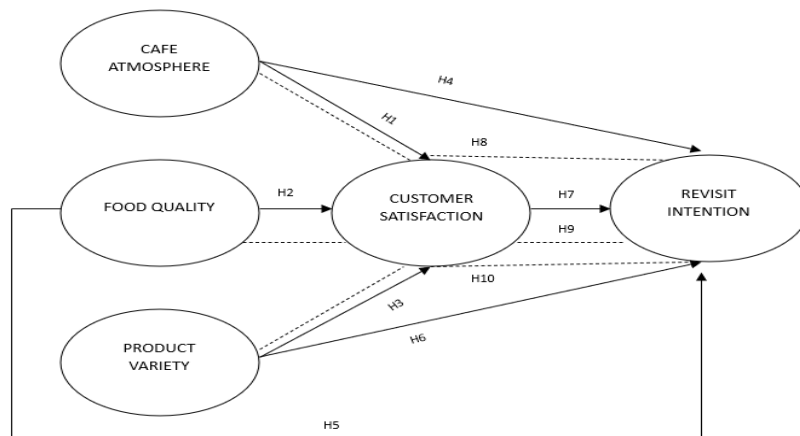 CAFE
ATMOSPHERE
H4
H1
H8
FOOD QUALITY
H2
CUSTOMER
SATISFACTION
H7
REVISIT
INTENTION
H9
H10
H3
H6
PRODUCT
VARIETY
H5